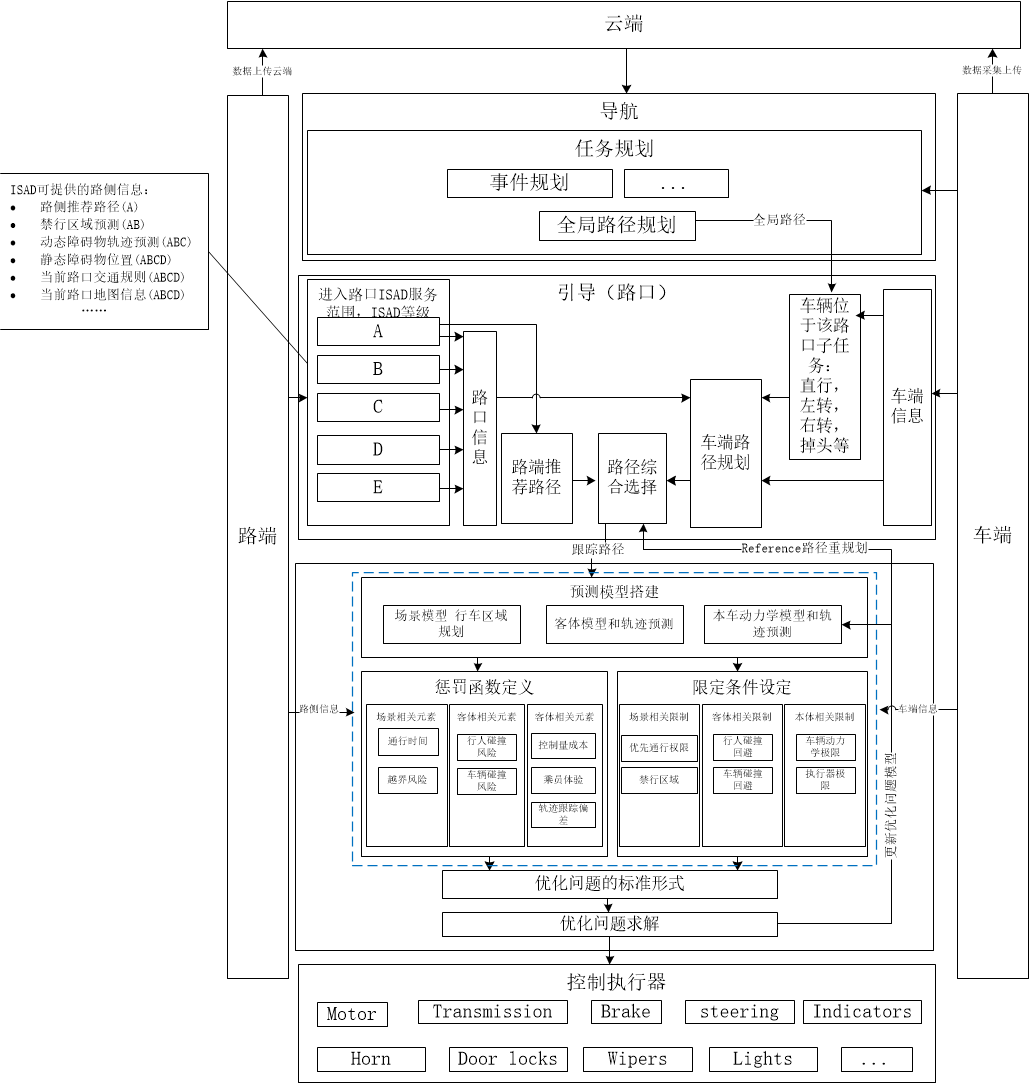 云端
数据上传云端
数据采集上传
导航
任务规划
事件规划
...
全局路径规划
全局路径
ISAD可提供的路侧信息：
● 路侧推荐路径(A)
● 禁行区域预测(AB)
● 动态障碍物轨迹预测(ABC)
● 静态障碍物位置(ABCD)
● 当前路口交通规则(ABCD)
● 当前路口地图信息(ABCD)
……
路端
车端
引导（路口）
进入路口ISAD服务
范围，ISAD等级
A
B
C
D
E
路
口
信
息
路端推
荐路径
路径综
合选择
车端路
径规划
车辆位
于该路
口子任
务：
直行，
左转，
右转，
掉头等
车端
信息
跟踪路径
Reference路径重规划
预测模型搭建
场景模型 行车区域
规划
客体模型和轨迹预测
本车动力学模型和轨
迹预测
路侧信息
车端信息
惩罚函数定义
场景相关元素
通行时间
越界风险
客体相关元素
行人碰撞
风险
车辆碰撞
风险
客体相关元素
控制量成本
乘员体验
轨迹跟踪偏
差
限定条件设定
场景相关限制
优先通行权限
禁行区域
客体相关限制
行人碰撞
回避
车辆碰撞
回避
本体相关限制
车辆动力
学极限
执行器极
限
更新优化问题模型
优化问题的标准形式
优化问题求解
控制执行器
Motor
Transmission
Brake
steering
Indicators
Horn
Door locks
Wipers
Lights
...